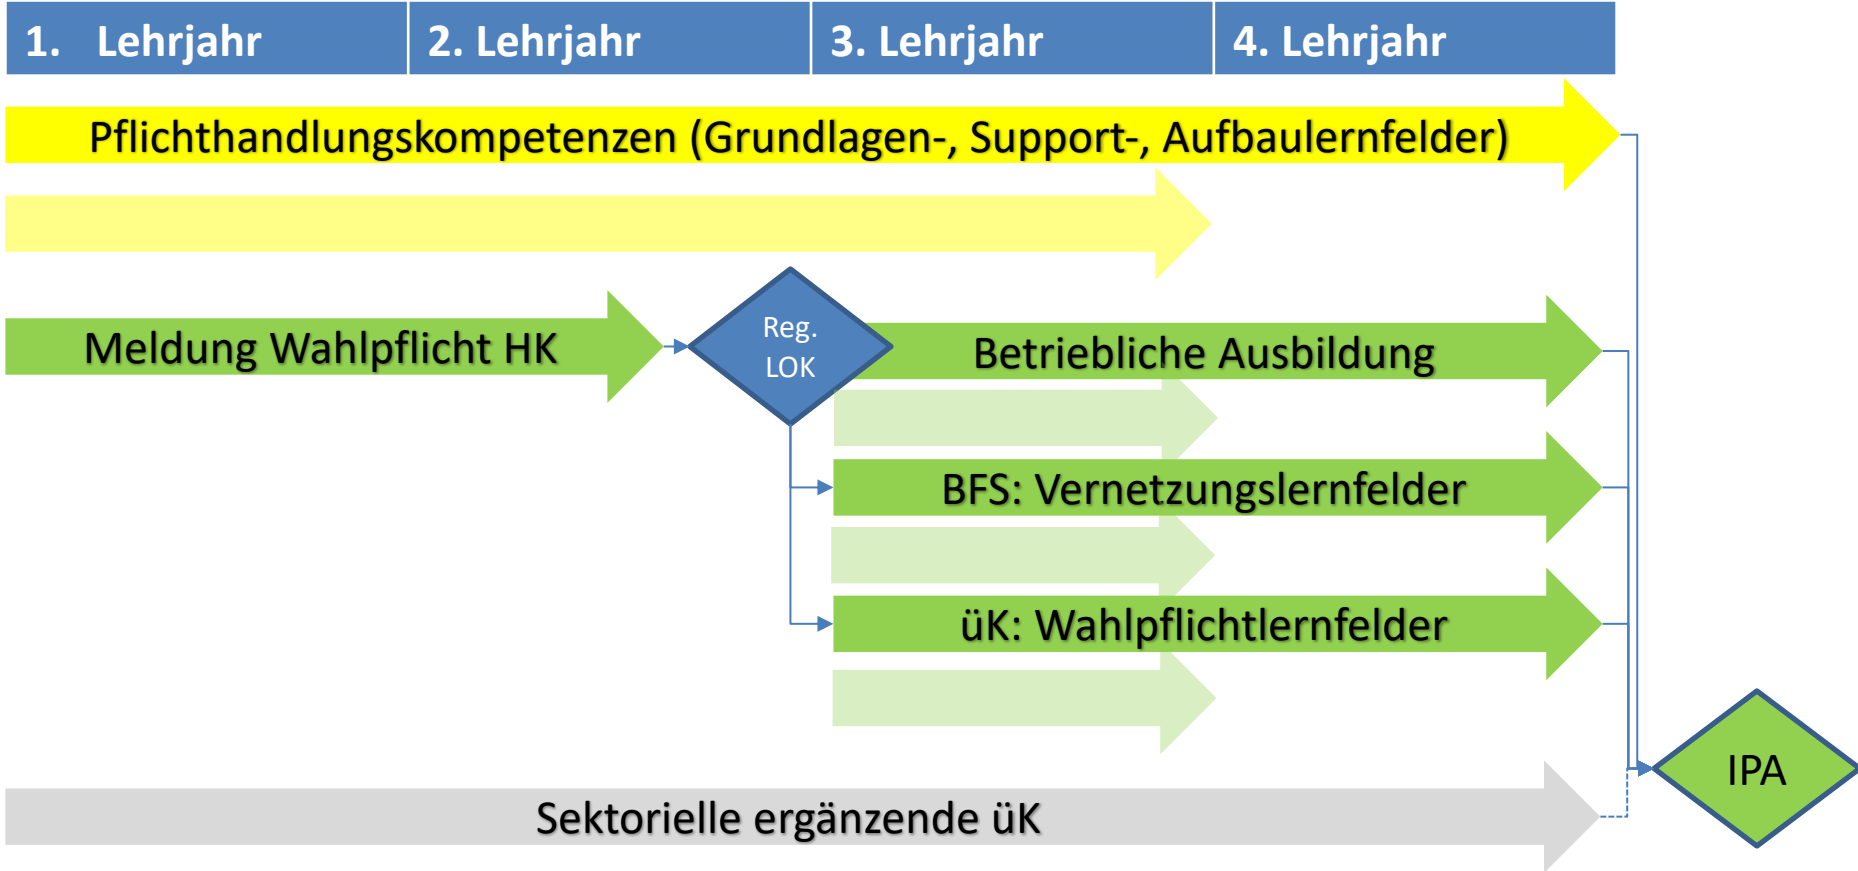 1. Lehrjahr
2. Lehrjahr
3. Lehrjahr
4. Lehrjahr
Pflichthandlungskompetenzen (Grundlagen-, Support-, Aufbaulernfelder)
Meldung Wahlpflicht HK
Reg.
LOK
Betriebliche Ausbildung
BFS: Vernetzungslernfelder
üK: Wahlpflichtlernfelder
IPA
Sektorielle ergänzende üK